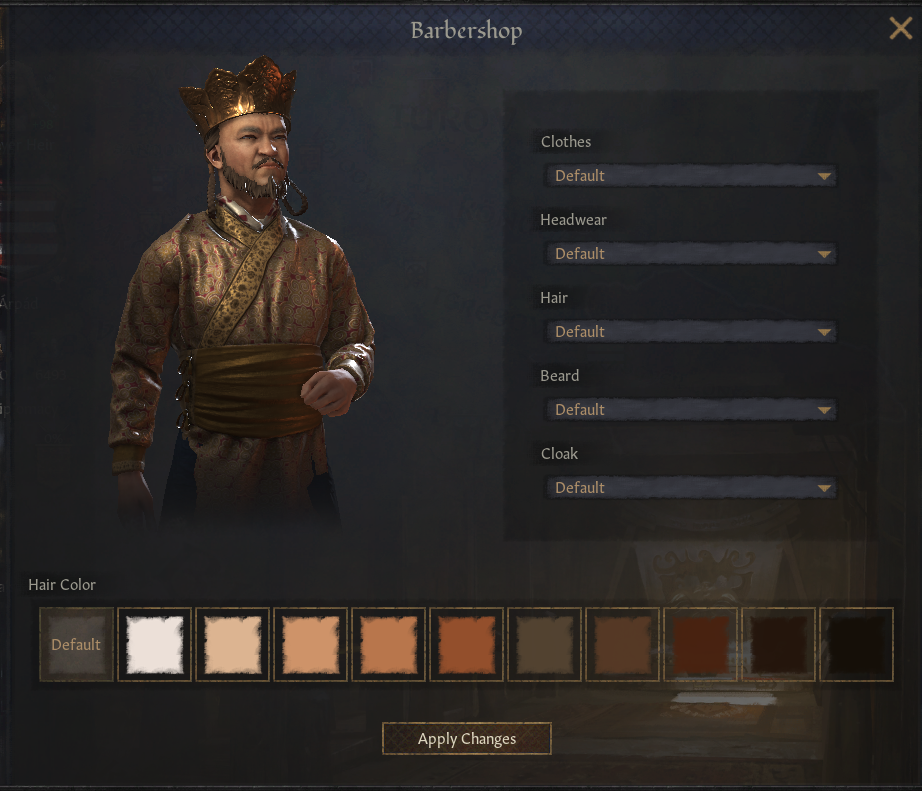 Barbershop
Clothes
Default
Headwear
Default
Hair
Default
Beard
Default
Cloak
Default
Hair Color
Default
Apply Changes